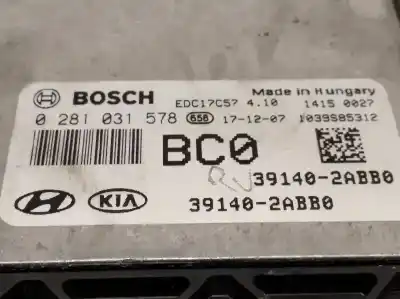 BOSCH EDC17C57 4.10 Made in Hungary
1415 0027
0 281 031 578 656 17-12-07 1039S85312
BC0
39140-2ABB0
KIA 39140-2ABB0